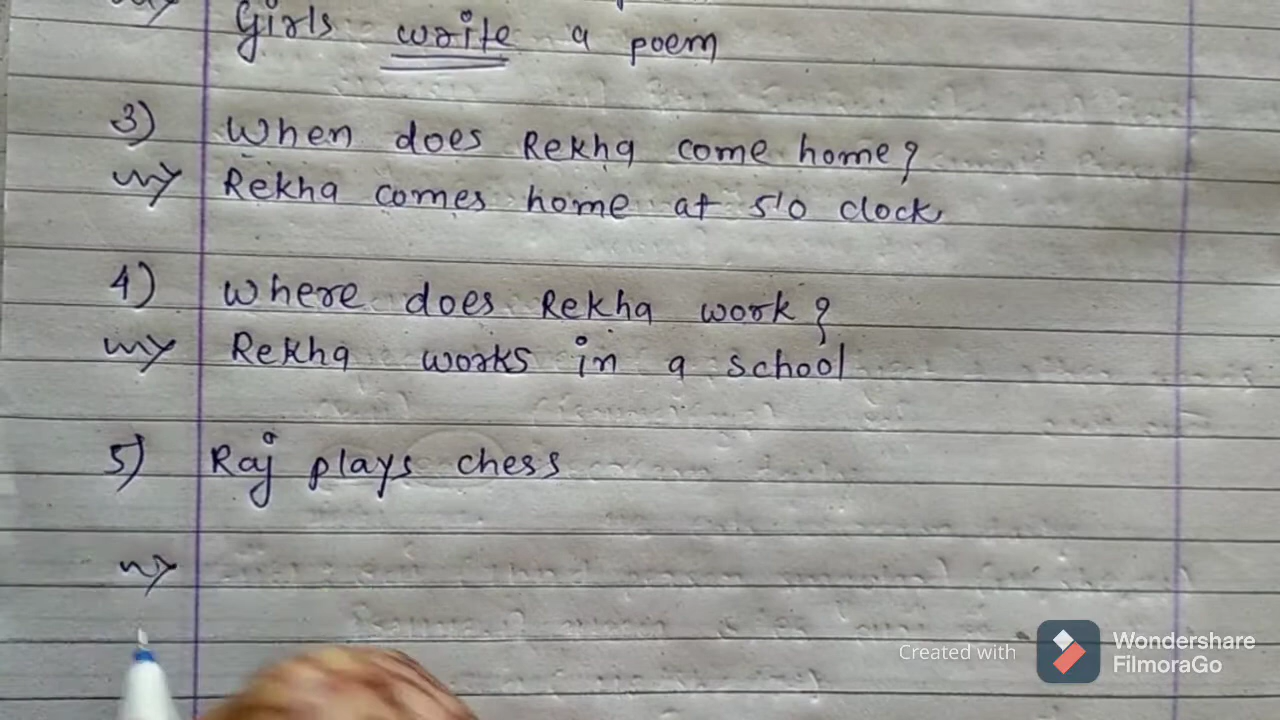 Girls write a poem
3) When does Rekha come home?
Rekha comes home at 5'o clock
4) Where does Rekha work?
Rekha works in a school
5) Raj plays chess
Created with Wondershare FilmoraGo